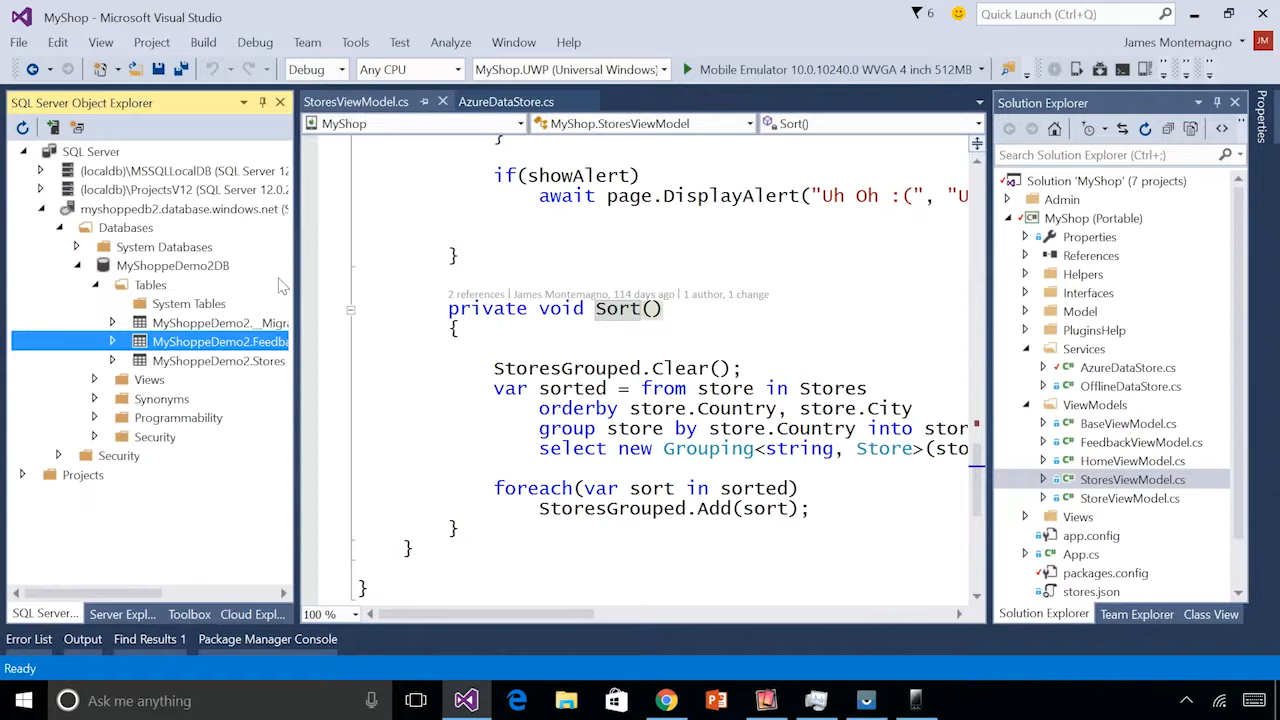 MyShop - Microsoft Visual Studio
6
Quick Launch (Ctrl+Q)
File Edit View Project Build Debug Team Tools Test Analyze Window Help
James Montemagno
JM
Debug
Any CPU
MyShop.UWP (Universal Windows)
Mobile Emulator 10.0.10240.0 WVGA 4 inch 512MB
SQL Server Object Explorer
SQL Server
(localdb)\MSSQLLocalDB (SQL Server 12
(localdb)\ProjectsV12 (SQL Server 12.0.2
myshoppedb2.database.windows.net (S
Databases
System Databases
MyShoppeDemo2DB
Tables
System Tables
MyShoppeDemo2.__Migra
MyShoppeDemo2.Feedba
MyShoppeDemo2.Stores
Views
Synonyms
Programmability
Security
Security
Projects
SQL Server...
Server Expl...
Toolbox
Cloud Expl...
StoresViewModel.cs
AzureDataStore.cs
MyShop
MyShop.StoresViewModel
Sort()
}
if(showAlert)
await page.DisplayAlert("Uh Oh :(", "U
}
2 references | James Montemagno, 114 days ago | 1 author, 1 change
private void Sort()
{
StoresGrouped.Clear();
var sorted = from store in Stores
orderby store.Country, store.City
group store by store.Country into stor
select new Grouping<string, Store>(sto
foreach(var sort in sorted)
StoresGrouped.Add(sort);
}
}
}
100 %
Solution Explorer
Search Solution Explorer (Ctrl+;)
Solution 'MyShop' (7 projects)
Admin
MyShop (Portable)
Properties
References
Helpers
Interfaces
Model
PluginsHelp
Services
AzureDataStore.cs
OfflineDataStore.cs
ViewModels
BaseViewModel.cs
FeedbackViewModel.cs
HomeViewModel.cs
StoresViewModel.cs
StoreViewModel.cs
Views
app.config
App.cs
packages.config
stores.json
Solution Explorer
Team Explorer
Class View
Properties
Error List
Output
Find Results 1
Package Manager Console
Ready
Ask me anything